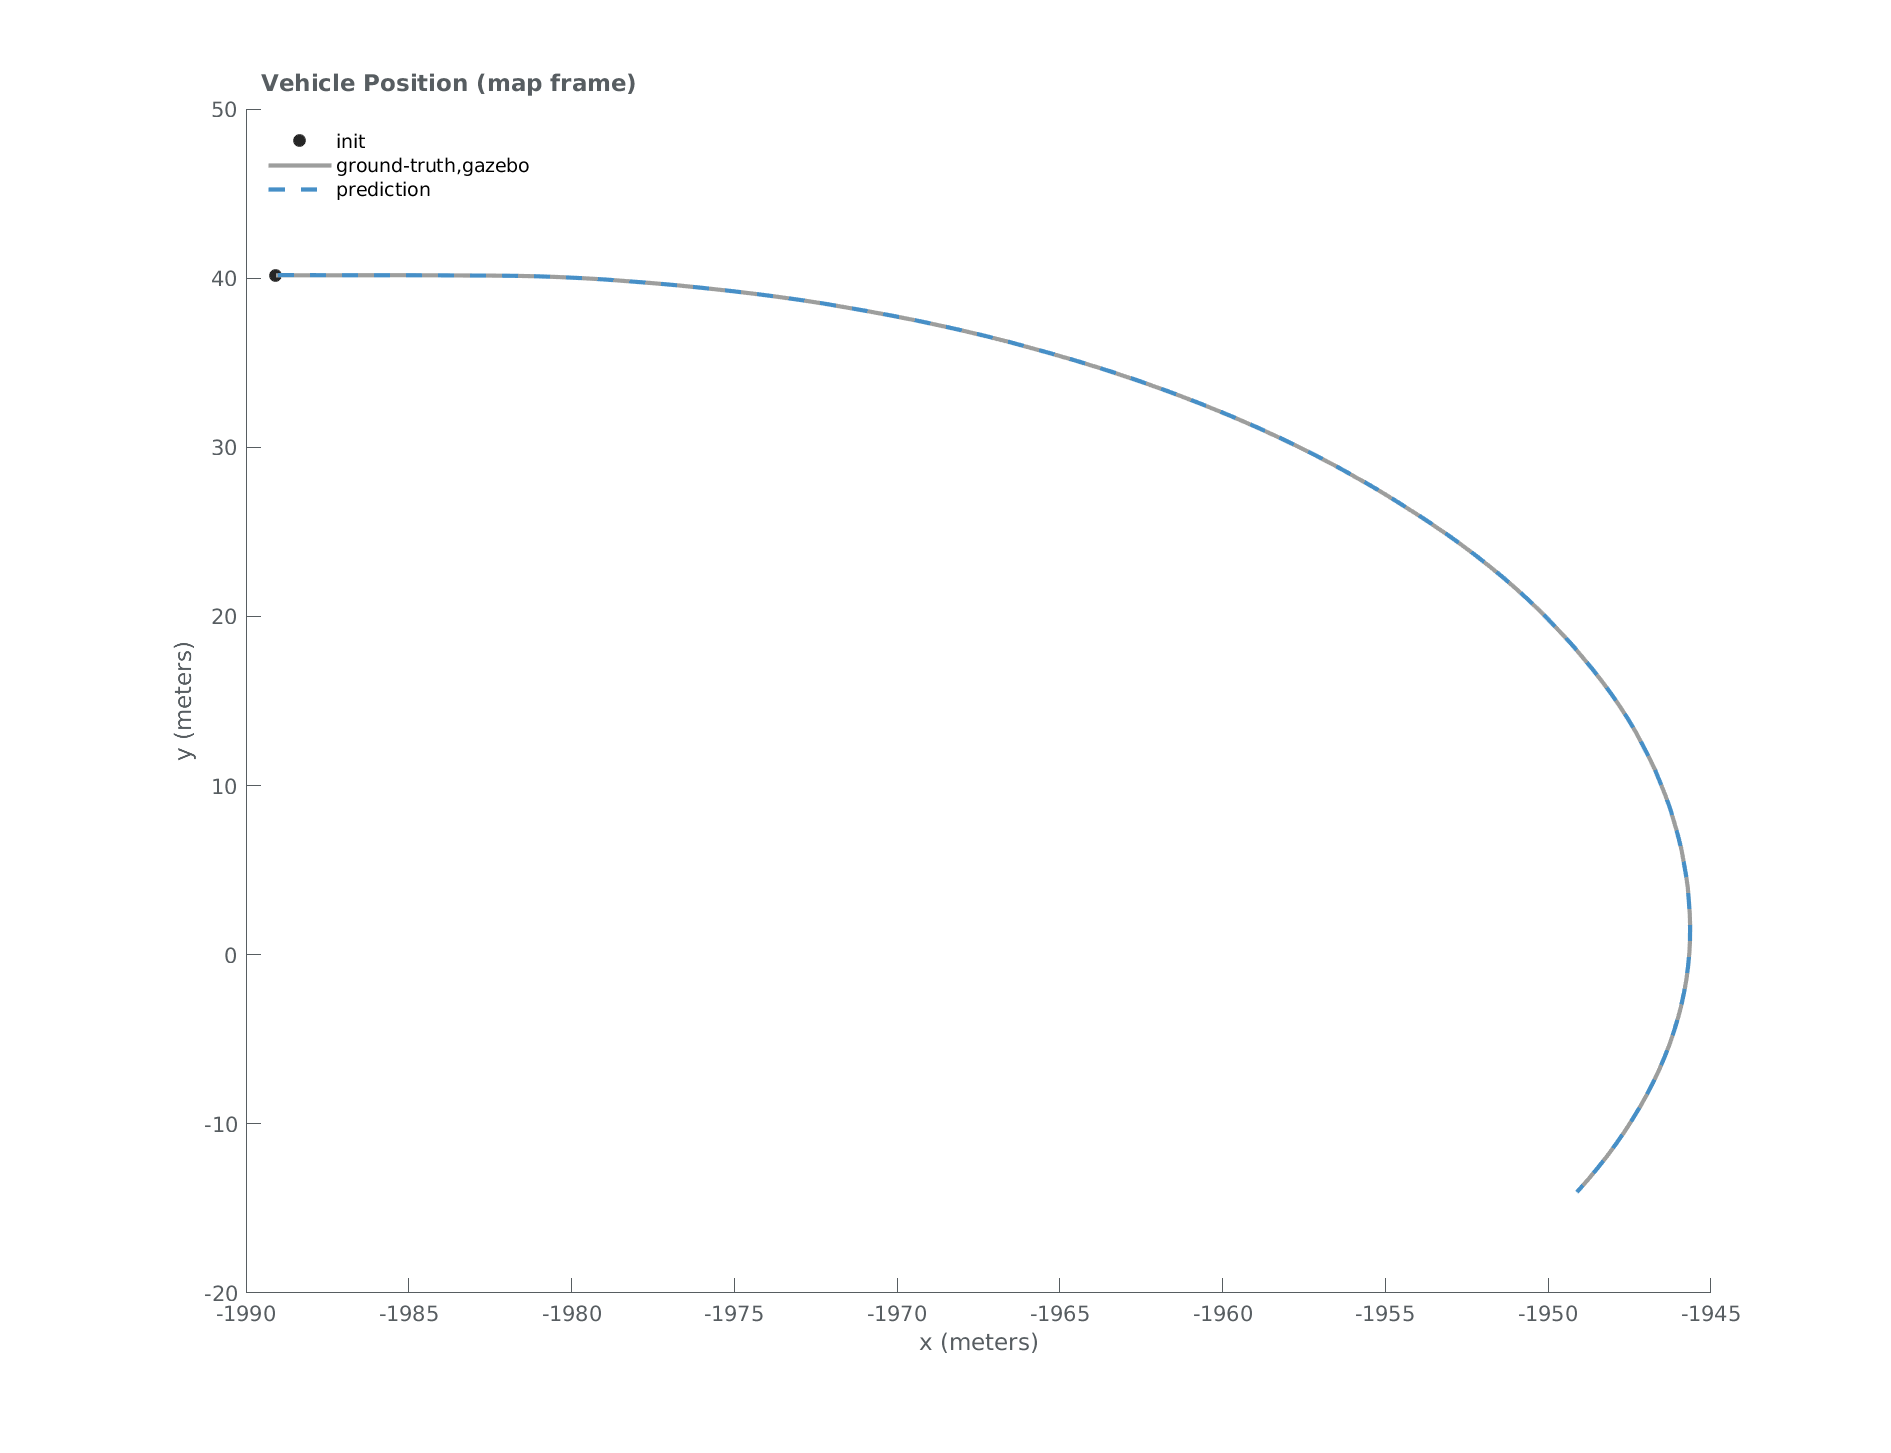 Vehicle Position (map frame)
50
init
ground-truth,gazebo
prediction
40
30
20
y (meters)
10
0
-10
-20
-1990 -1985 -1980 -1975 -1970 -1965 -1960 -1955 -1950 -1945
x (meters)